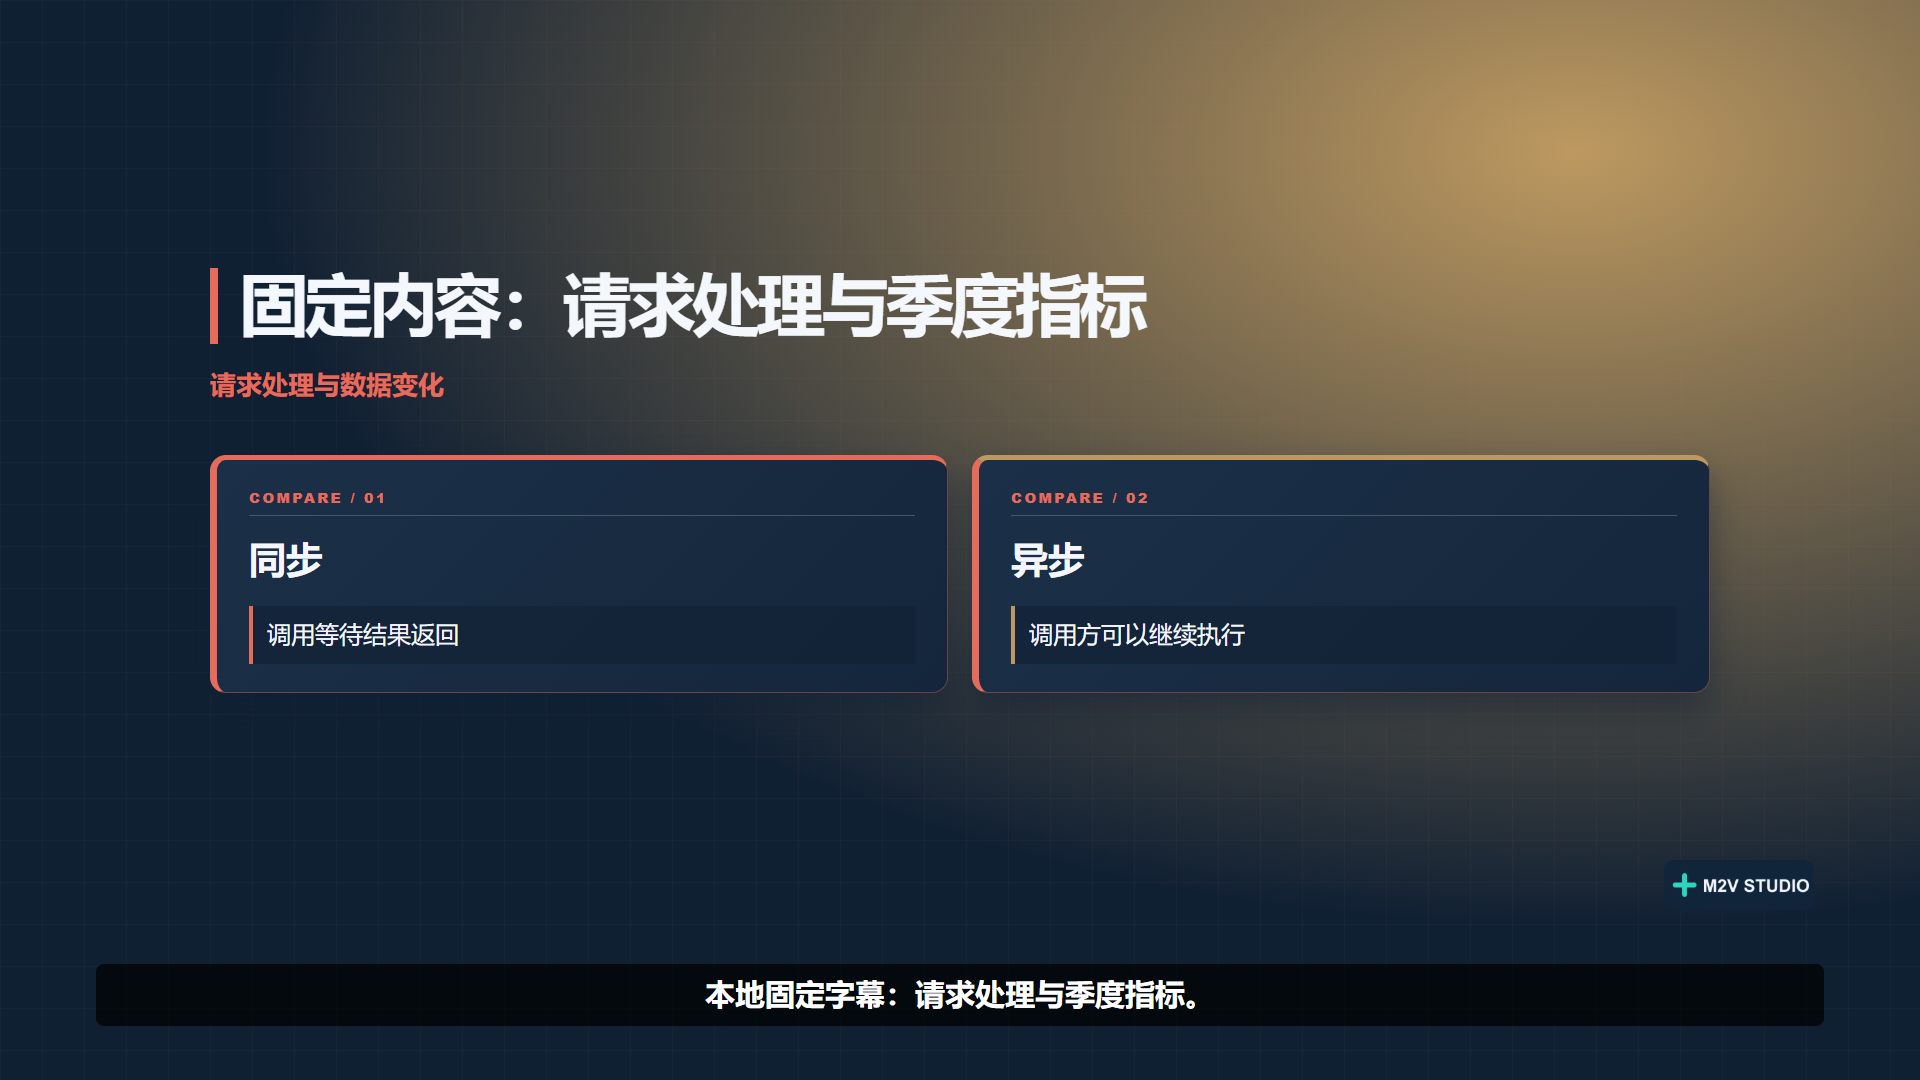 固定内容：请求处理与季度指标
请求处理与数据变化
COMPARE / 01
同步
调用等待结果返回
COMPARE / 02
异步
调用方可以继续执行
M2V STUDIO
本地固定字幕：请求处理与季度指标。